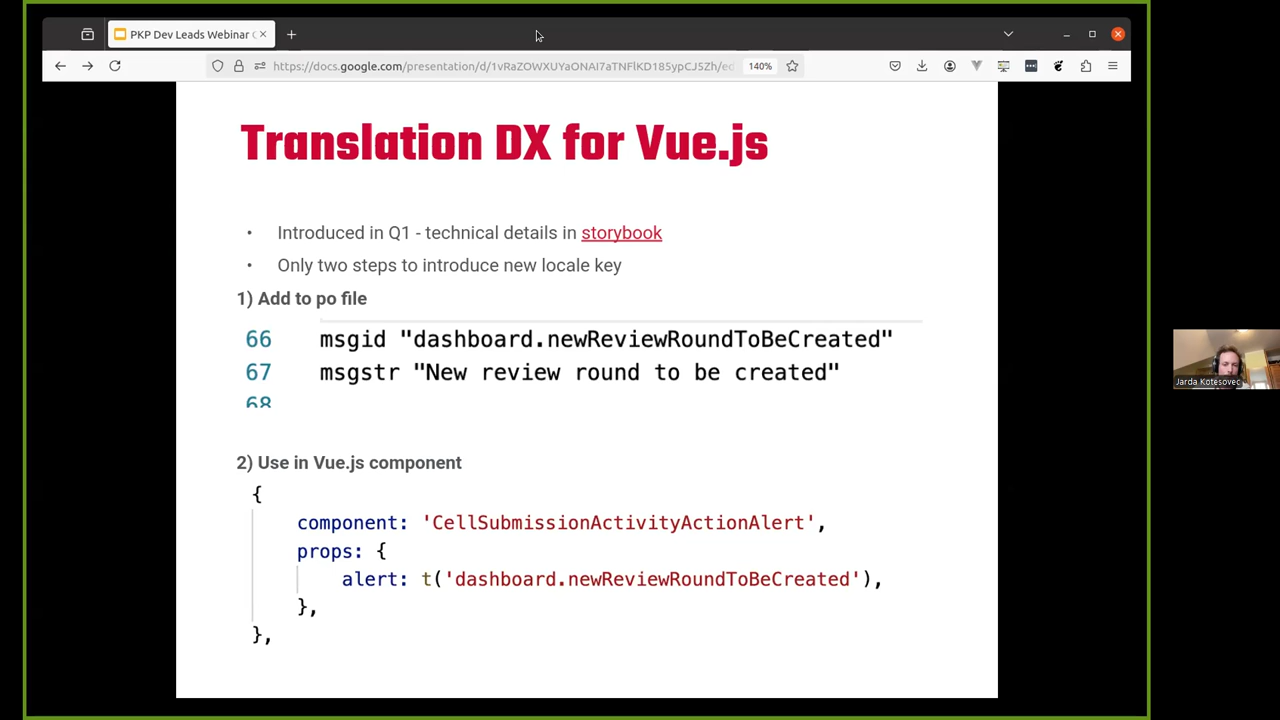 PKP Dev Leads Webinar
https://docs.google.com/presentation/d/1vRaZOWXUYaONAI7aTNFlKD185ypCJ5Zh/ed
140%
Translation DX for Vue.js
• Introduced in Q1 - technical details in storybook
• Only two steps to introduce new locale key
1) Add to po file
66 msgid "dashboard.newReviewRoundToBeCreated"
67 msgstr "New review round to be created"
68
2) Use in Vue.js component
{
component: 'CellSubmissionActivityActionAlert',
props: {
alert: t('dashboard.newReviewRoundToBeCreated'),
},
},
Jarda Kotěšovec